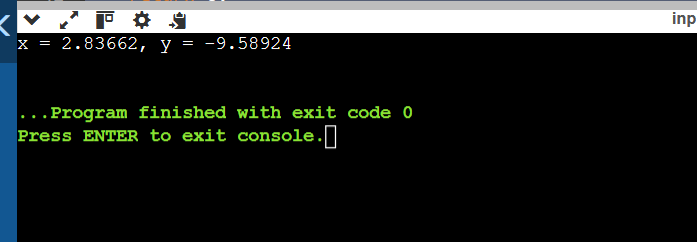 inp
x = 2.83662, y = -9.58924
...Program finished with exit code 0
Press ENTER to exit console.